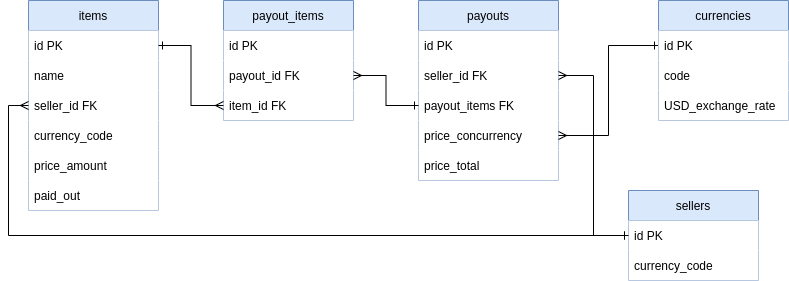 items
id PK
name
seller_id FK
currency_code
price_amount
paid_out
payout_items
id PK
payout_id FK
item_id FK
payouts
id PK
seller_id FK
payout_items FK
price_concurrency
price_total
currencies
id PK
code
USD_exchange_rate
sellers
id PK
currency_code